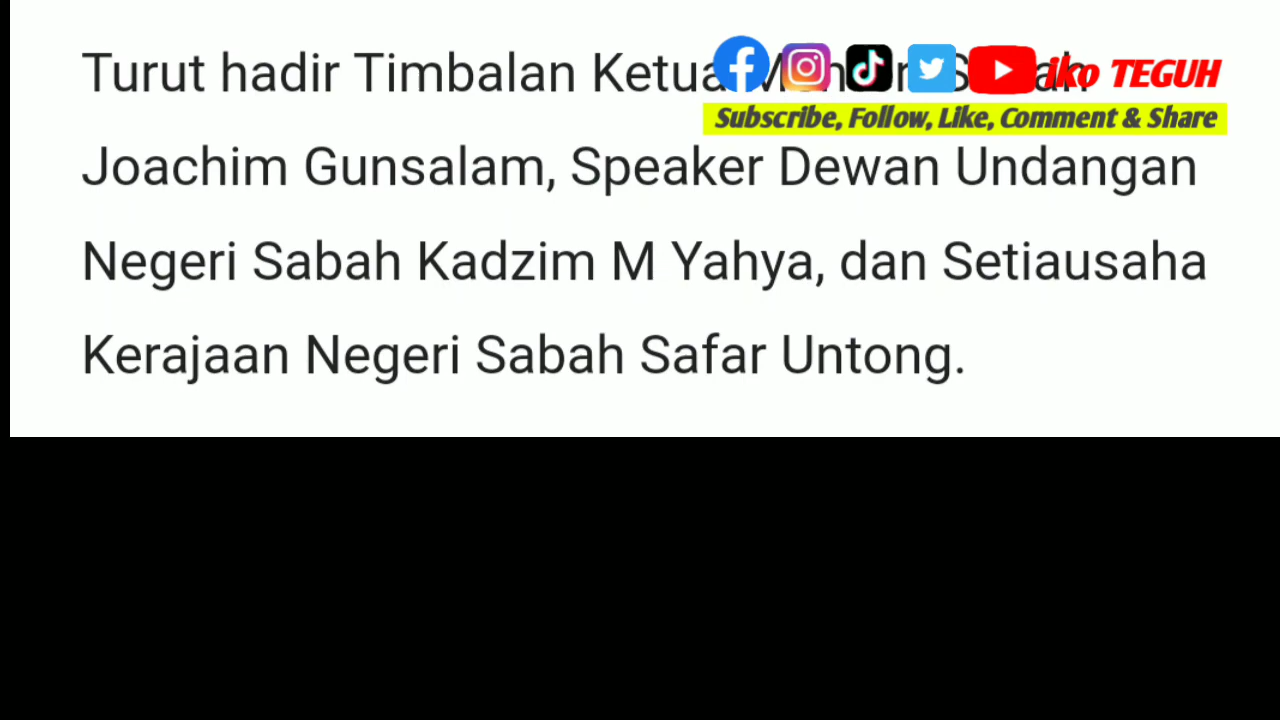 Turut hadir Timbalan Ketua
iko TEGUH
Subscribe, Follow, Like, Comment & Share
Joachim Gunsalam, Speaker Dewan Undangan
Negeri Sabah Kadzim M Yahya, dan Setiausaha
Kerajaan Negeri Sabah Safar Untong.